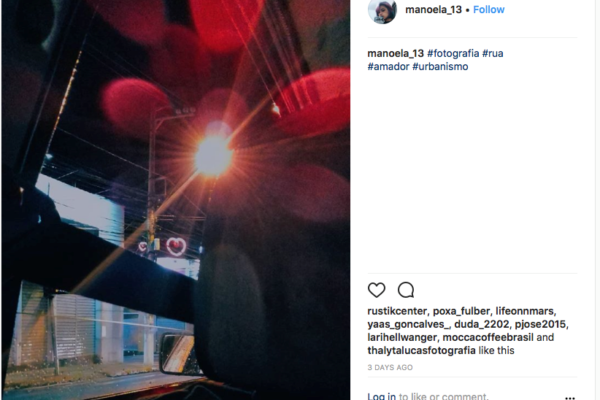 manoela_13 • Follow
manoela_13 #fotografia #rua
#amador #urbanismo
rustikcenter, poxa_fulber, lifeonnmars,
yaas_goncalves_, duda_2202, pjose2015,
larihellwanger, moccacoffeebrasil and
thalytalucasfotografia like this
3 DAYS AGO
Log in to like or comment.